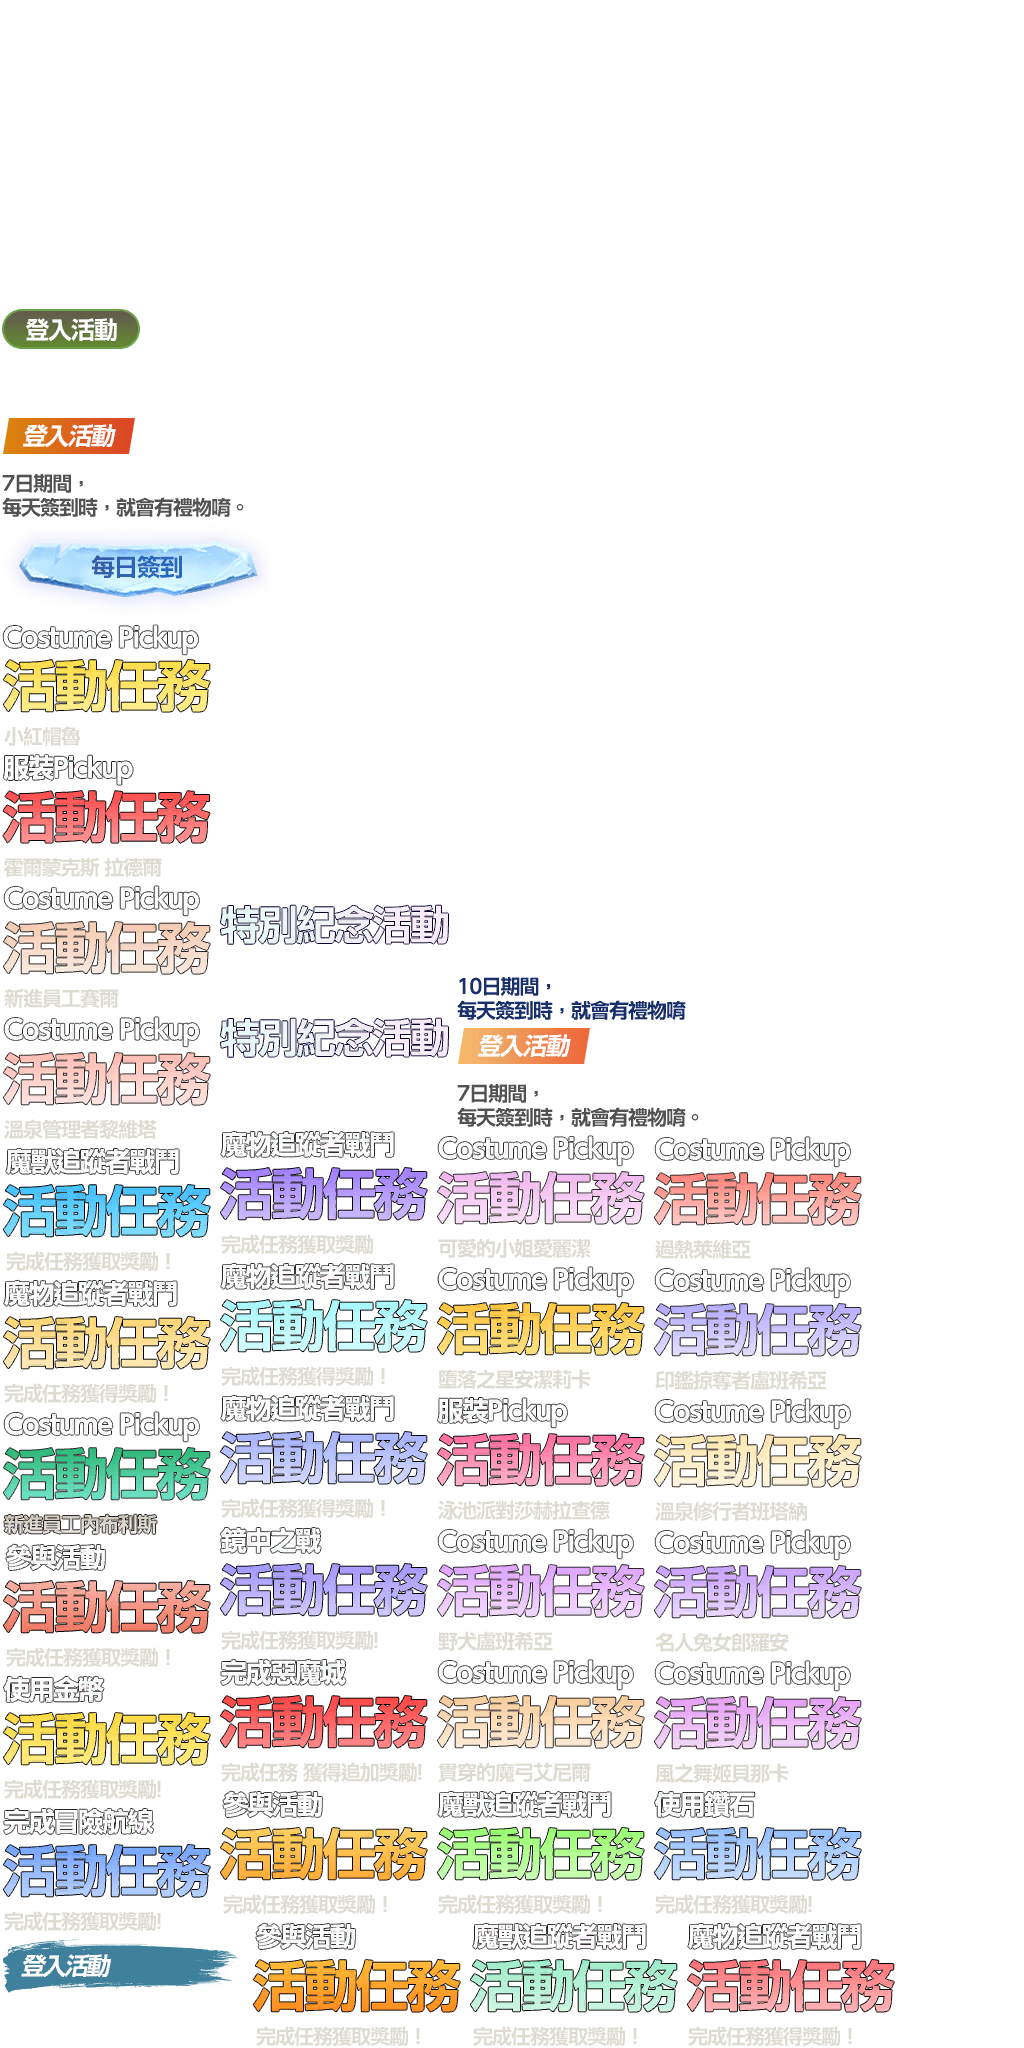 登入活動
登入活動
7日期間，
每天簽到時，就會有禮物唷。
每日簽到
Costume Pickup
活動任務
小紅帽魯
服裝Pickup
活動任務
霍爾蒙克斯 拉德爾
Costume Pickup
活動任務
新進員工賽爾
特別紀念活動
Costume Pickup
活動任務
溫泉管理者黎維塔
特別紀念活動
10日期間，
每天簽到時，就會有禮物唷
登入活動
7日期間，
每天簽到時，就會有禮物唷。
魔獸追蹤者戰鬥
活動任務
完成任務獲取獎勵！
魔物追蹤者戰鬥
活動任務
完成任務獲取獎勵
Costume Pickup
活動任務
可愛的小姐愛麗潔
Costume Pickup
活動任務
過熱萊維亞
魔物追蹤者戰鬥
活動任務
完成任務獲得獎勵！
魔物追蹤者戰鬥
活動任務
完成任務獲得獎勵！
Costume Pickup
活動任務
墮落之星安潔莉卡
Costume Pickup
活動任務
印鑑掠奪者盧班希亞
Costume Pickup
活動任務
新進員工內布利斯
魔物追蹤者戰鬥
活動任務
完成任務獲得獎勵！
服裝Pickup
活動任務
泳池派對莎赫拉查德
Costume Pickup
活動任務
溫泉修行者班塔納
參與活動
活動任務
完成任務獲取獎勵！
鏡中之戰
活動任務
完成任務獲取獎勵!
Costume Pickup
活動任務
野犬盧班希亞
Costume Pickup
活動任務
名人兔女郎羅安
使用金幣
活動任務
完成任務獲取獎勵!
完成惡魔城
活動任務
完成任務 獲得追加獎勵!
Costume Pickup
活動任務
貫穿的魔弓艾尼爾
Costume Pickup
活動任務
風之舞姬貝那卡
完成冒險航線
活動任務
完成任務獲取獎勵!
參與活動
活動任務
完成任務獲取獎勵！
魔獸追蹤者戰鬥
活動任務
完成任務獲取獎勵！
使用鑽石
活動任務
完成任務獲取獎勵!
登入活動
參與活動
活動任務
完成任務獲取獎勵！
魔獸追蹤者戰鬥
活動任務
完成任務獲取獎勵！
魔物追蹤者戰鬥
活動任務
完成任務獲得獎勵！